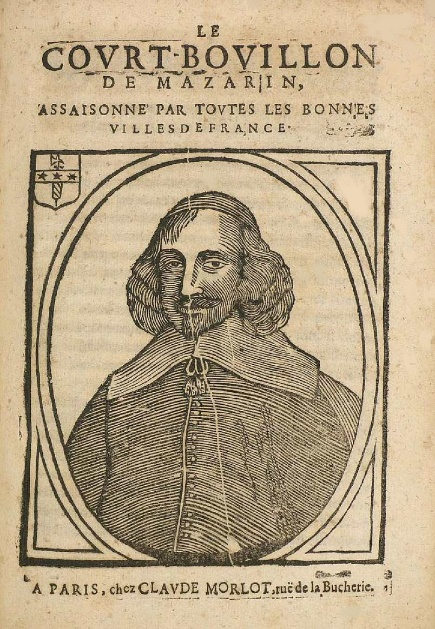 LE
COVRT-BOVILLON
DE MAZARIN,
ASSAISONNE' PAR TOVTES LES BONNES
VILLES DE FRANCE.
A PARIS, chez CLAVDE MORLOT, ruë de la Bucherie.